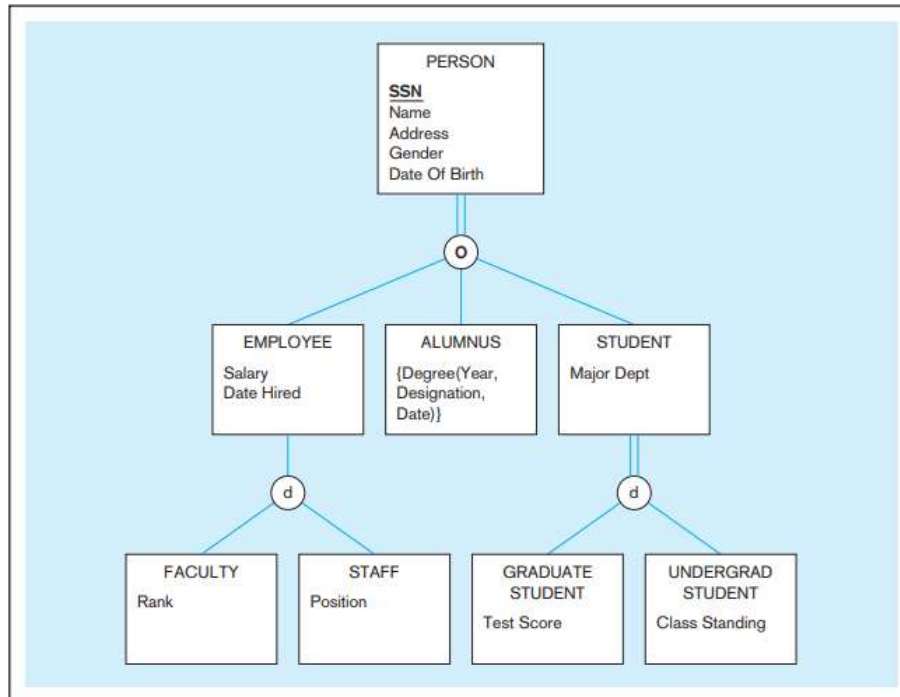 PERSON
SSN
Name
Address
Gender
Date Of Birth
O
EMPLOYEE
Salary
Date Hired
ALUMNUS
{Degree(Year,
Designation,
Date)}
STUDENT
Major Dept
d
d
FACULTY
Rank
STAFF
Position
GRADUATE
STUDENT
Test Score
UNDERGRAD
STUDENT
Class Standing